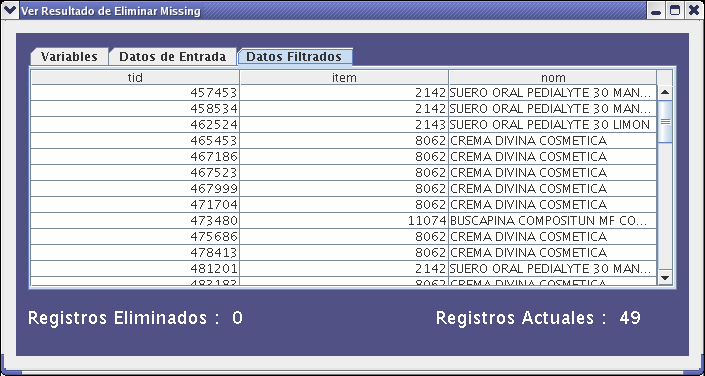 Ver Resultado de Eliminar Missing
Variables Datos de Entrada Datos Filtrados
tid item nom
457453 2142 SUERO ORAL PEDIALYTE 30 MAN...
458534 2142 SUERO ORAL PEDIALYTE 30 MAN...
462524 2143 SUERO ORAL PEDIALYTE 30 LIMON
465453 8062 CREMA DIVINA COSMETICA
467186 8062 CREMA DIVINA COSMETICA
467523 8062 CREMA DIVINA COSMETICA
467999 8062 CREMA DIVINA COSMETICA
471704 8062 CREMA DIVINA COSMETICA
473480 11074 BUSCAPINA COMPOSITUN MF CO...
475686 8062 CREMA DIVINA COSMETICA
478413 8062 CREMA DIVINA COSMETICA
481201 2142 SUERO ORAL PEDIALYTE 30 MAN...
483183 8062 CREMA DIVINA COSMETICA
Registros Eliminados : 0 Registros Actuales : 49